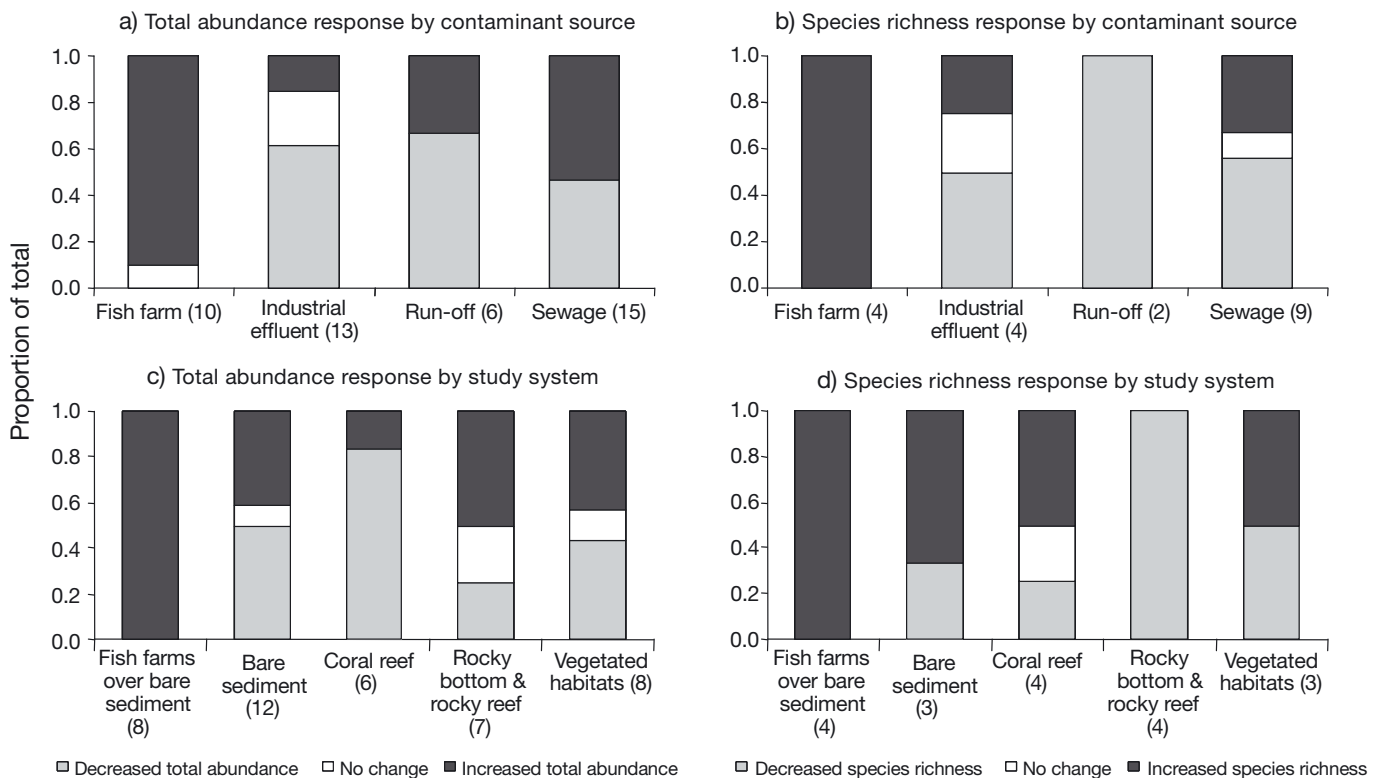 a) Total abundance response by contaminant source
1.0
0.8
0.6
0.4
0.2
0.0
Fish farm (10)
Industrial
effluent (13)
Run-off (6)
Sewage (15)
b) Species richness response by contaminant source
1.0
0.8
0.6
0.4
0.2
0.0
Fish farm (4)
Industrial
effluent (4)
Run-off (2)
Sewage (9)
Proportion of total
c) Total abundance response by study system
1.0
0.8
0.6
0.4
0.2
0.0
Fish farms
over bare
sediment
(8)
Bare
sediment
(12)
Coral reef
(6)
Rocky
bottom &
rocky reef
(7)
Vegetated
habitats (8)
Decreased total abundance
No change
Increased total abundance
d) Species richness response by study system
1.0
0.8
0.6
0.4
0.2
0.0
Fish farms
over bare
sediment
(4)
Bare
sediment
(3)
Coral reef
(4)
Rocky
bottom &
rocky reef
(4)
Vegetated
habitats (3)
Decreased species richness
No change
Increased species richness